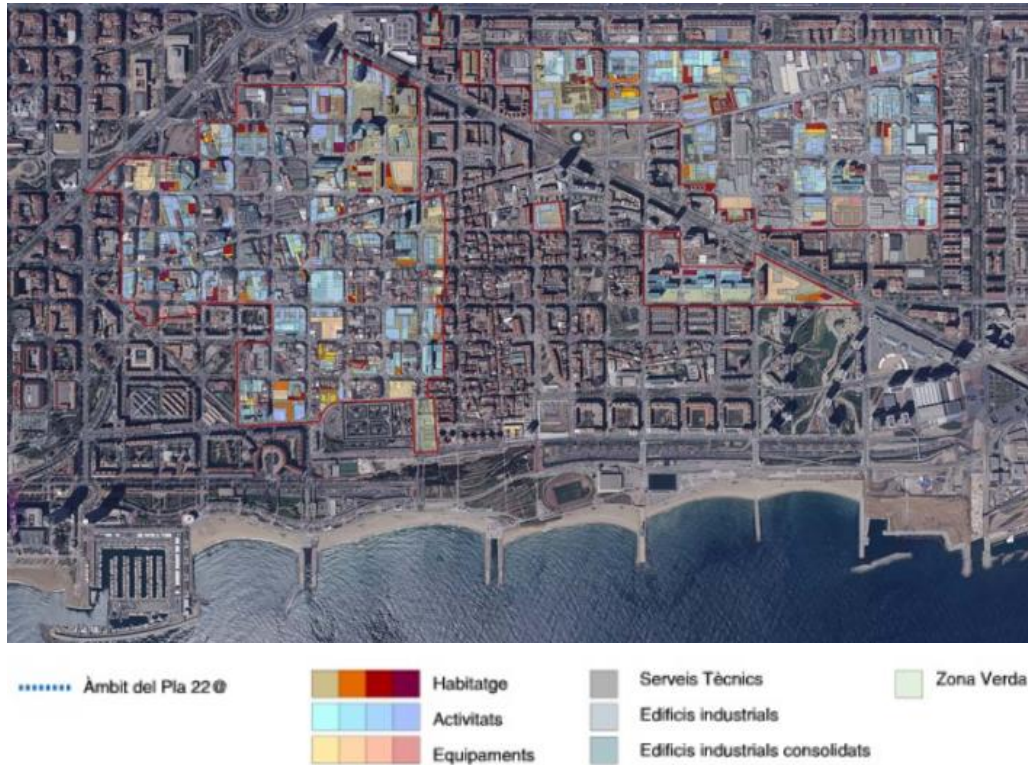 Àmbit del Pla 22@
Habitatge
Activitats
Equipaments
Serveis Tècnics
Edificis industrials
Edificis industrials consolidats
Zona Verda